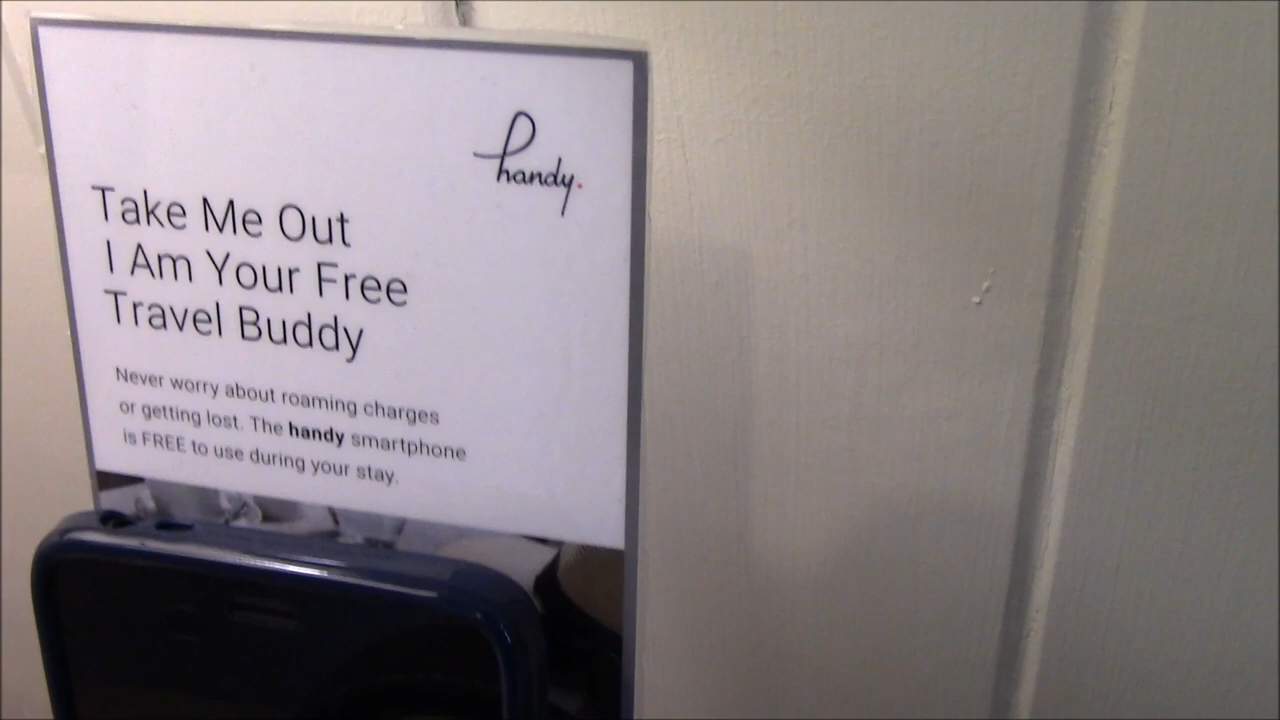 handy.
Take Me Out
I Am Your Free
Travel Buddy
Never worry about roaming charges
or getting lost. The handy smartphone
is FREE to use during your stay.